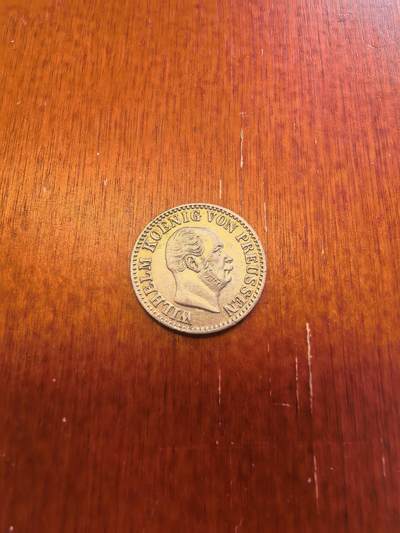 WILHELM KOENIG VON PREUSSEN